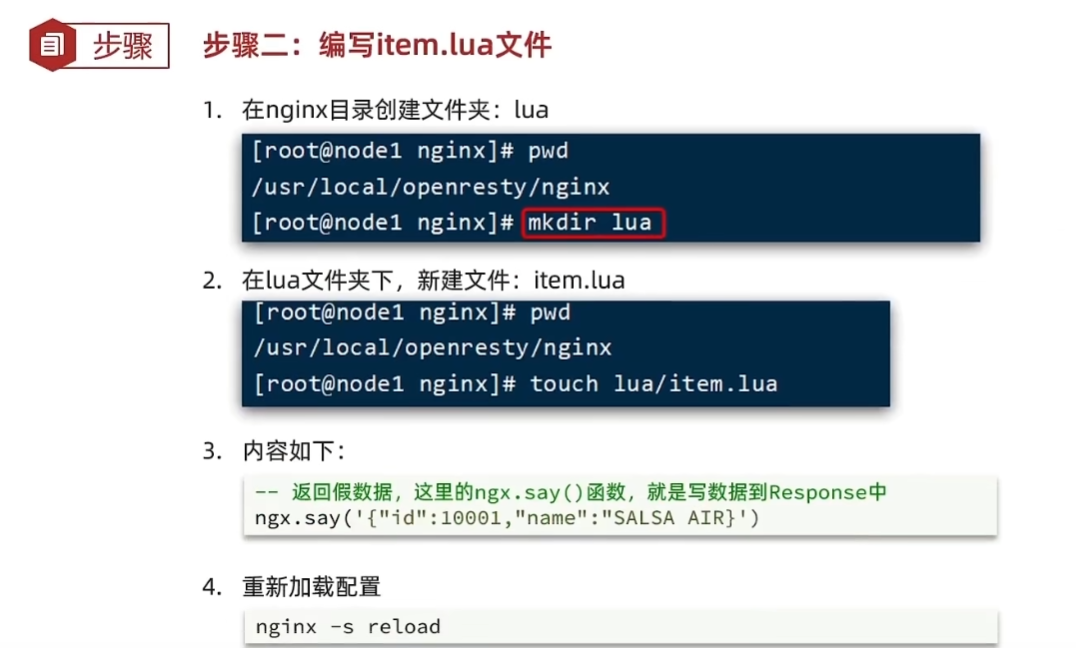 步骤
步骤二：编写item.lua文件
1. 在nginx目录创建文件夹：lua
[root@node1 nginx]# pwd
/usr/local/openresty/nginx
[root@node1 nginx]# mkdir lua
2. 在lua文件夹下，新建文件：item.lua
[root@node1 nginx]# pwd
/usr/local/openresty/nginx
[root@node1 nginx]# touch lua/item.lua
3. 内容如下：
-- 返回假数据，这里的ngx.say()函数，就是写数据到Response中
ngx.say('{"id":10001,"name":"SALSA AIR}')
4. 重新加载配置
nginx -s reload